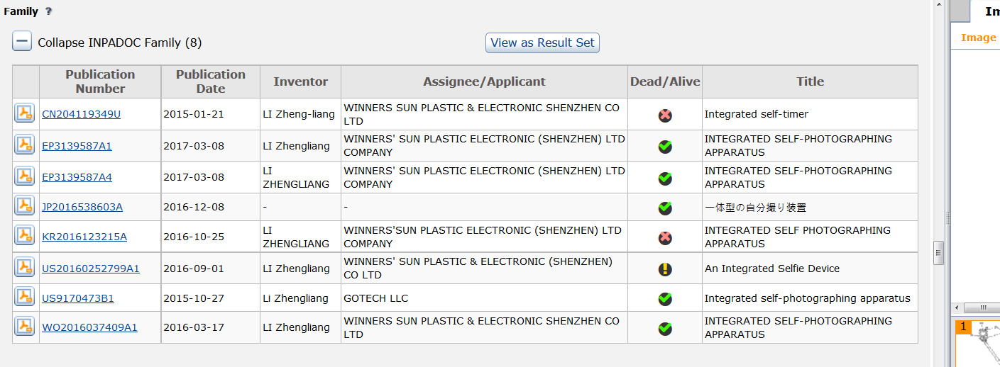 Family ?
Collapse INPADOC Family (8)
View as Result Set
Publication Number
Publication Date
Inventor
Assignee/Applicant
Dead/Alive
Title
CN204119349U
2015-01-21
LI Zheng-liang
WINNERS SUN PLASTIC & ELECTRONIC SHENZHEN CO
LTD
Integrated self-timer
EP3139587A1
2017-03-08
LI Zhengliang
WINNERS' SUN PLASTIC ELECTRONIC (SHENZHEN) LTD
COMPANY
INTEGRATED SELF-PHOTOGRAPHING
APPARATUS
EP3139587A4
2017-03-08
LI
ZHENGLIANG
WINNERS' SUN PLASTIC ELECTRONIC (SHENZHEN) LTD
COMPANY
INTEGRATED SELF-PHOTOGRAPHING
APPARATUS
JP2016538603A
2016-12-08
-
-
一体型の自分撮り装置
KR2016123215A
2016-10-25
LI
ZHENGLIANG
WINNERS'SUN PLASTIC ELECTRONIC (SHENZHEN) LTD
COMPANY
INTEGRATED SELF PHOTOGRAPHING
APPARATUS
US20160252799A1
2016-09-01
LI Zhengliang
WINNERS' SUN PLASTIC & ELECTRONIC (SHENZHEN)
CO LTD
An Integrated Selfie Device
US9170473B1
2015-10-27
Li Zhengliang
GOTECH LLC
Integrated self-photographing apparatus
WO2016037409A1
2016-03-17
LI Zhengliang
WINNERS SUN PLASTIC & ELECTRONIC SHENZHEN CO
LTD
INTEGRATED SELF-PHOTOGRAPHING
APPARATUS
Image
1